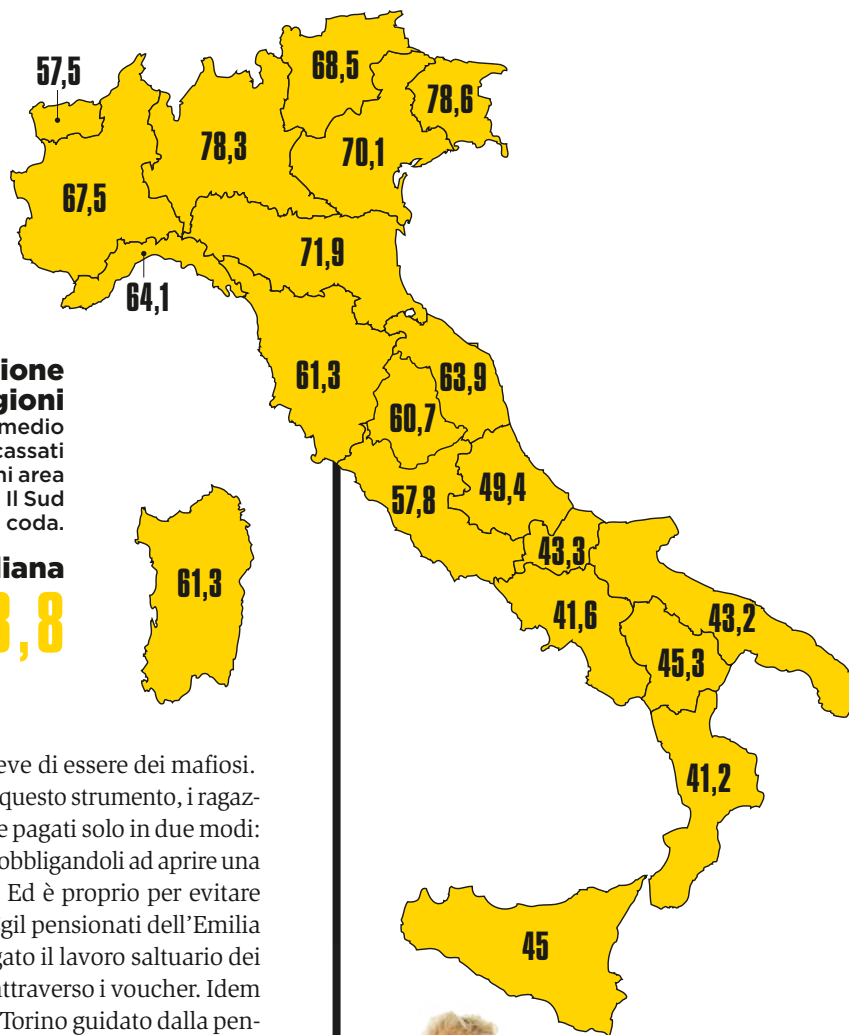 57,5
68,5
78,6
78,3
70,1
67,5
71,9
64,1
61,3
63,9
60,7
57,8
49,4
43,3
41,6
43,2
45,3
41,2
45
61,3
ione
gioni
medio
cassati
ni area
Il Sud
coda.
liana
3,8
eve di essere dei mafiosi.
questo strumento, i ragaz-
e pagati solo in due modi:
obbligandoli ad aprire una
Ed è proprio per evitare
gil pensionati dell’Emilia
gato il lavoro saltuario dei
attraverso i voucher. Idem
Torino guidato dalla pen-